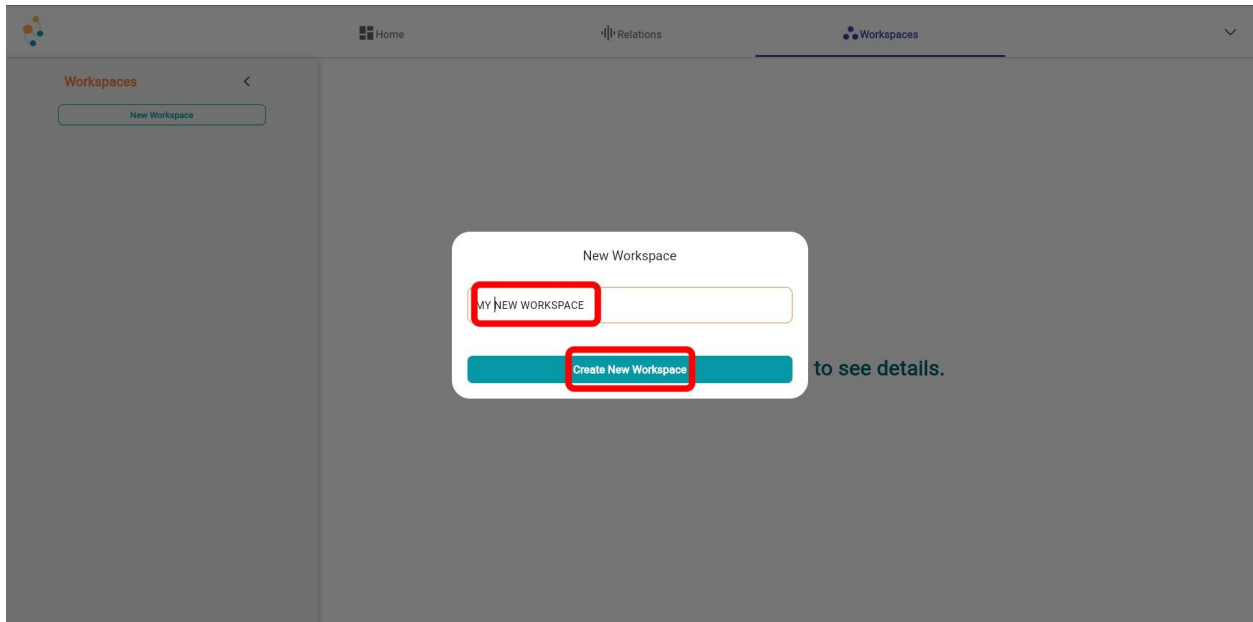 Home
Relations
Workspaces
Workspaces
New Workspace
New Workspace
MY NEW WORKSPACE
Create New Workspace
to see details.